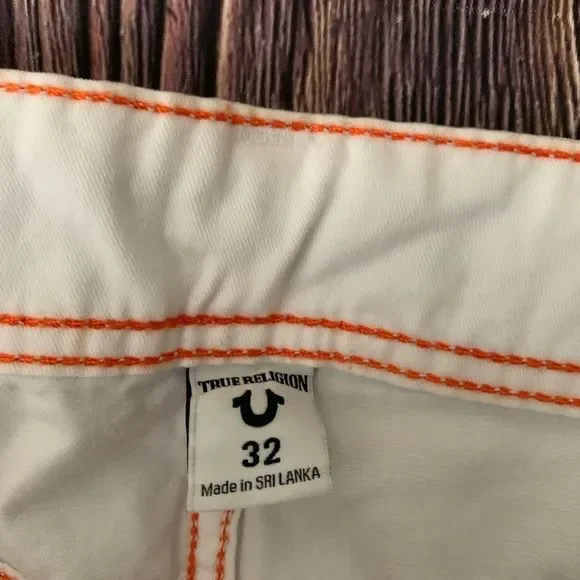 TRUE RELIGION
32
Made in SRI LANKA